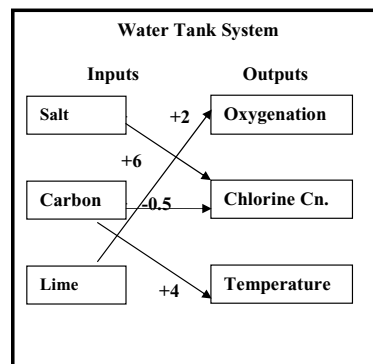 Water Tank System
Inputs Outputs
Salt +2 Oxygenation
+6
Carbon -0.5 Chlorine Cn.
Lime +4 Temperature